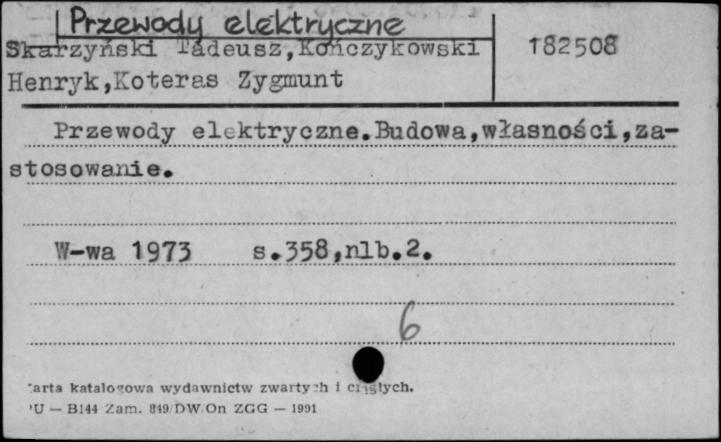 Przewody elektryczne
Skarzyński Tadeusz,Kończykowski
182508
Henryk,Koteras Zygmunt
Przewody elektryczne.Budowa,własności,za-
stosowanie.
W-wa 1973 s.358,nlb.2.
6
arta katalogowa wydawnictw zwartych i ciągłych.
U — B144 Zam. 849/DW/On ZGG — 1991